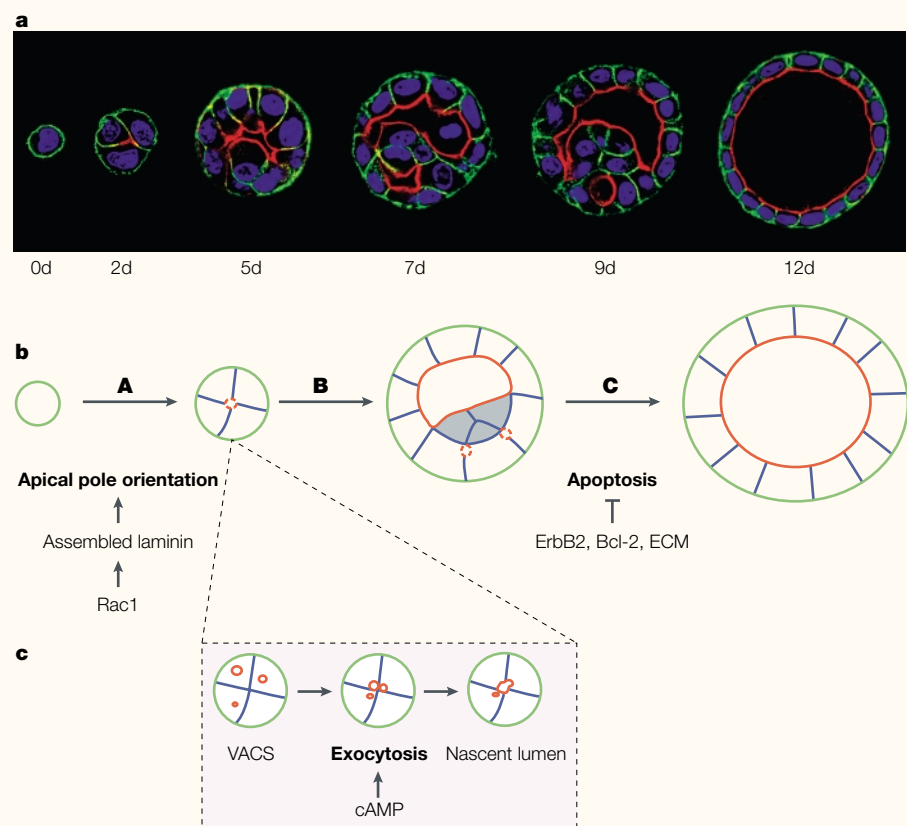 a
0d 2d 5d 7d 9d 12d
b
A B C
Apical pole orientation Apoptosis
Assembled laminin ErbB2, Bcl-2, ECM
Rac1
c
VACS Exocytosis Nascent lumen
cAMP